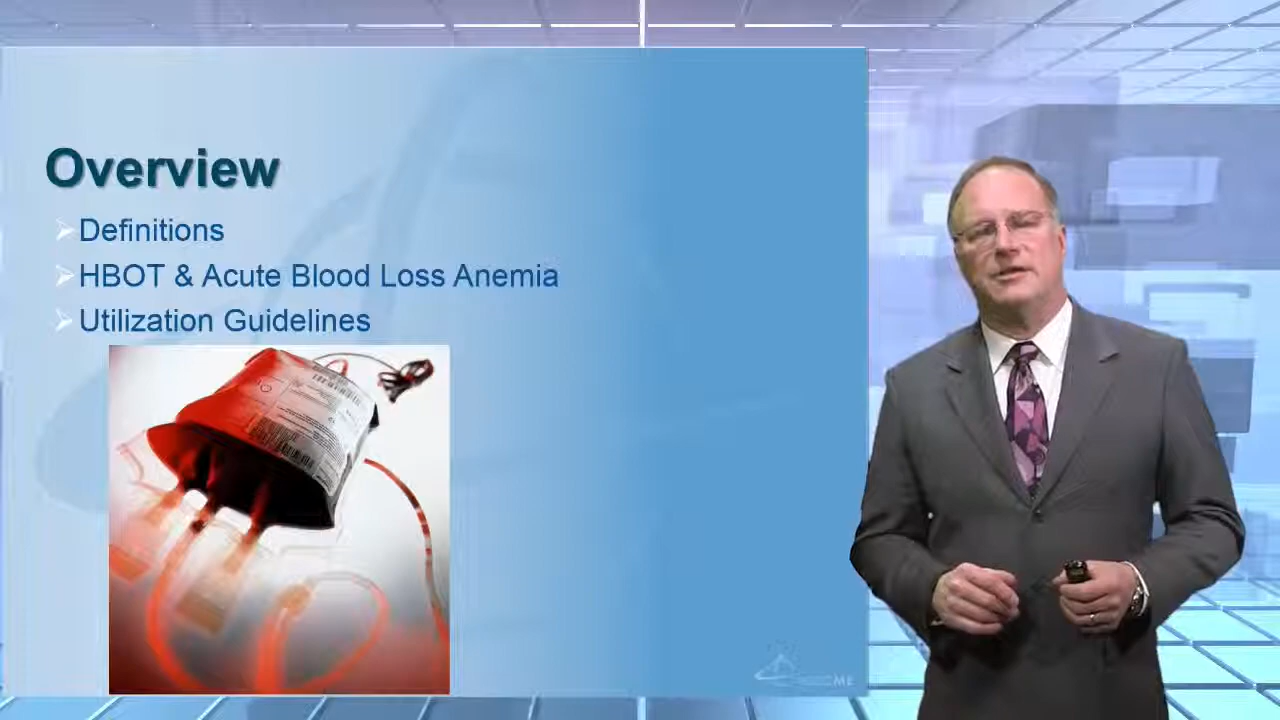 Overview
Definitions
HBOT & Acute Blood Loss Anemia
Utilization Guidelines